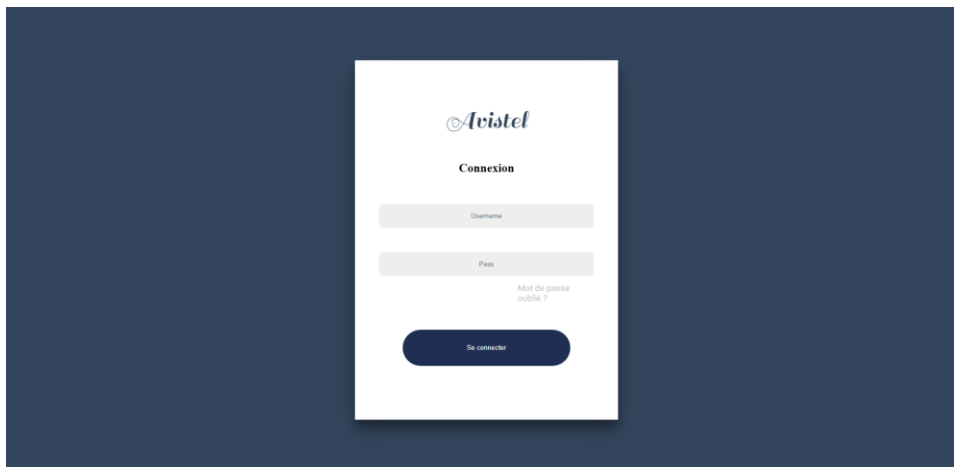 Avistel
Connexion
Username
Pass
Mot de passe
oublié ?
Se connecter